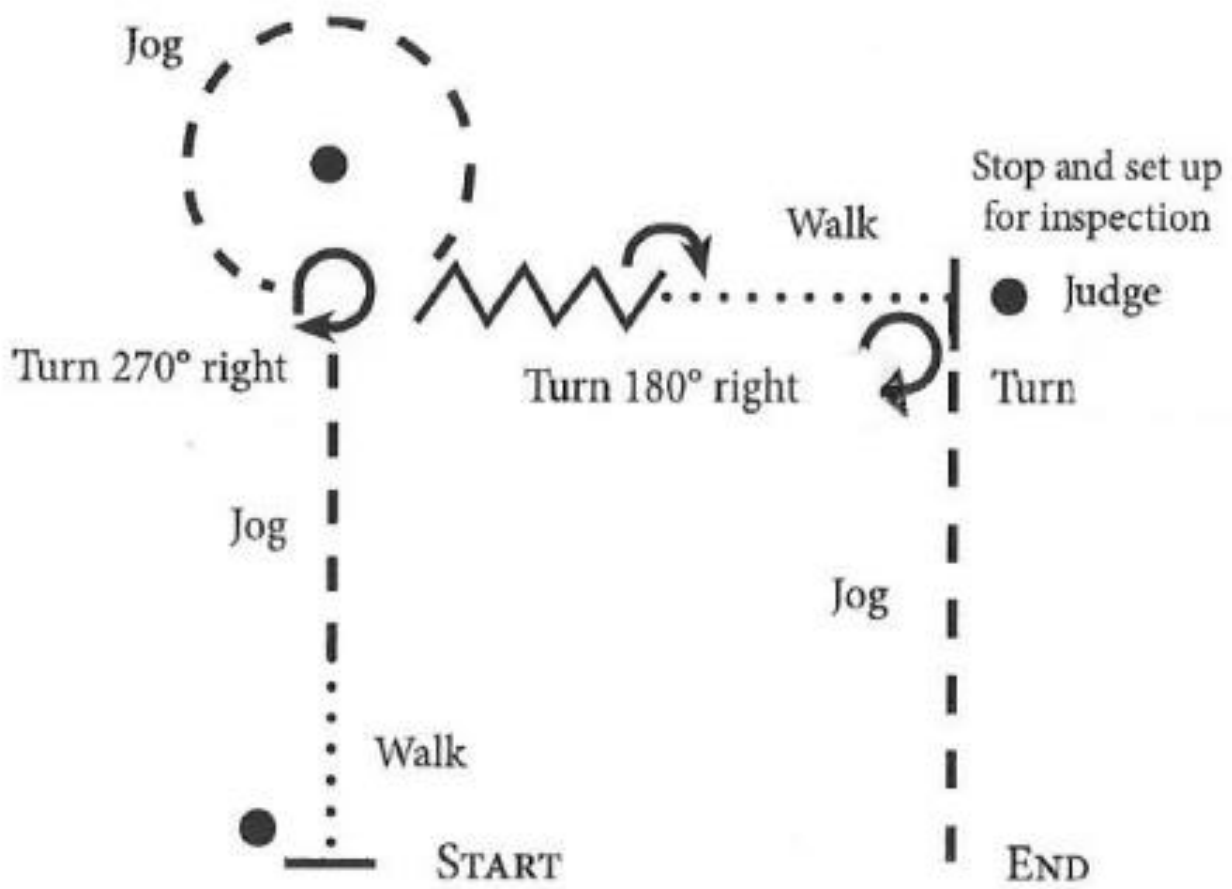 Jog
Stop and set up
for inspection
Walk
Judge
Turn 270° right
Turn 180° right
Turn
Jog
Jog
Walk
START
END